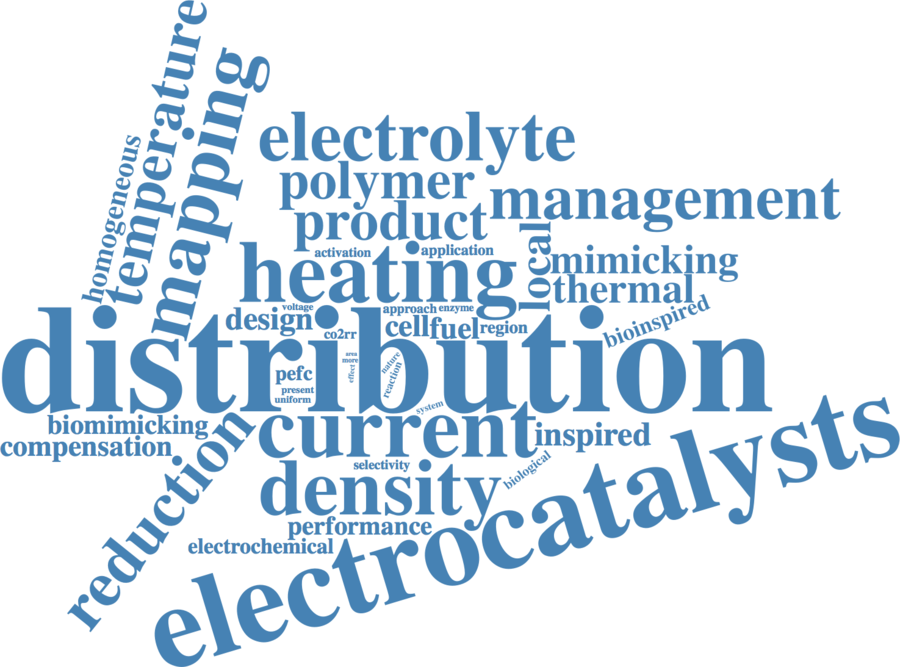 temperature
homogeneous
mapping
electrolyte
polymer
management
product
local
activation
application
heating
mimicking
thermal
voltage
approach
enzyme
bioinspired
design
co2rr
cell
fuel
region
distribution
area
more
effect
nature
reaction
pefc
present
uniform
system
biomimicking
current
inspired
compensation
reduction
selectivity
biological
density
electrocatalysts
performance
electrochemical